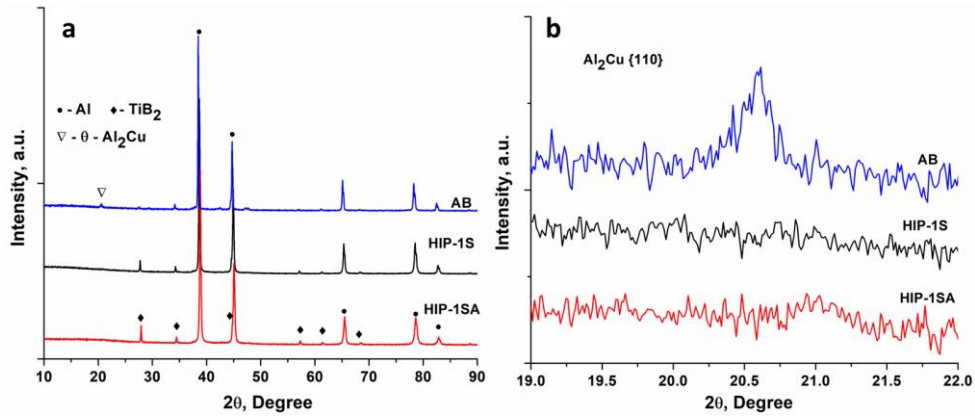 a
● - Al ♦ - TiB₂
▽ - θ - Al₂Cu
AB
HIP-1S
HIP-1SA
Intensity, a.u.
10 20 30 40 50 60 70 80 90
2θ, Degree
b
Al₂Cu {110}
AB
HIP-1S
HIP-1SA
Intensity, a.u.
19.0 19.5 20.0 20.5 21.0 21.5 22.0
2θ, Degree